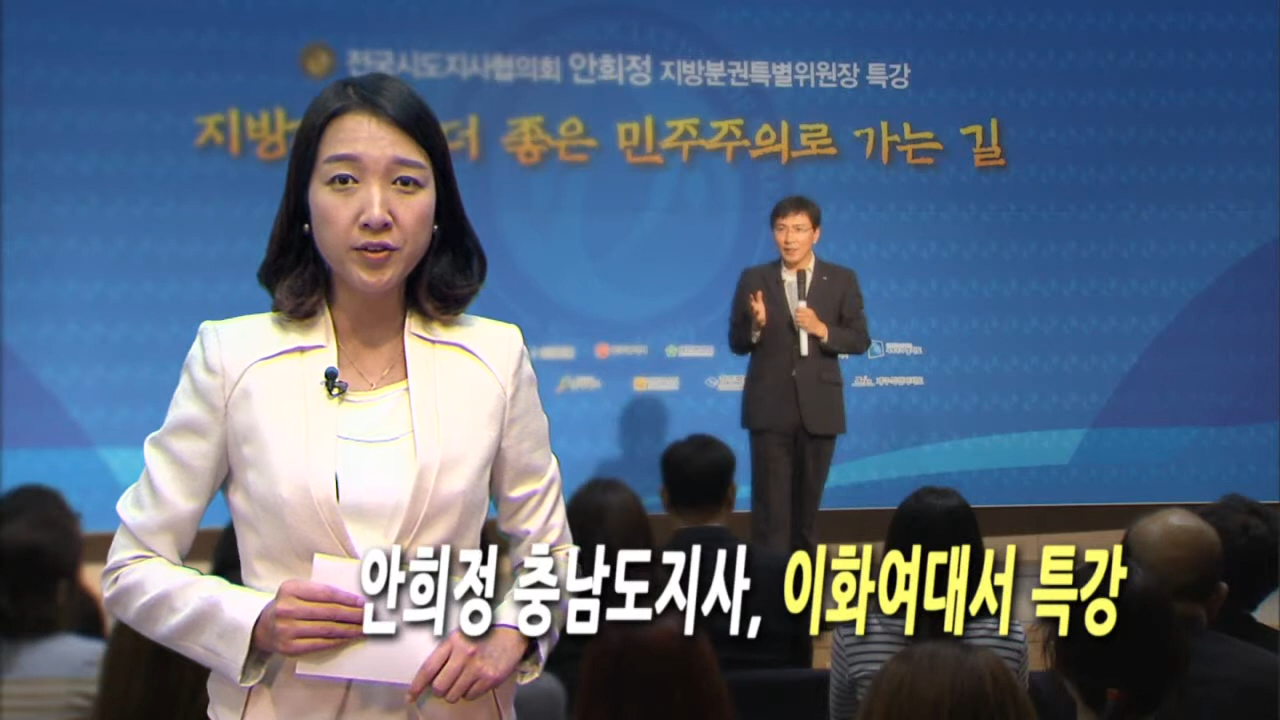 전국시도지사협의회 안희정 지방분권특별위원장 특강
지방 더 좋은 민주주의로 가는 길
안희정 충남도지사, 이화여대서 특강